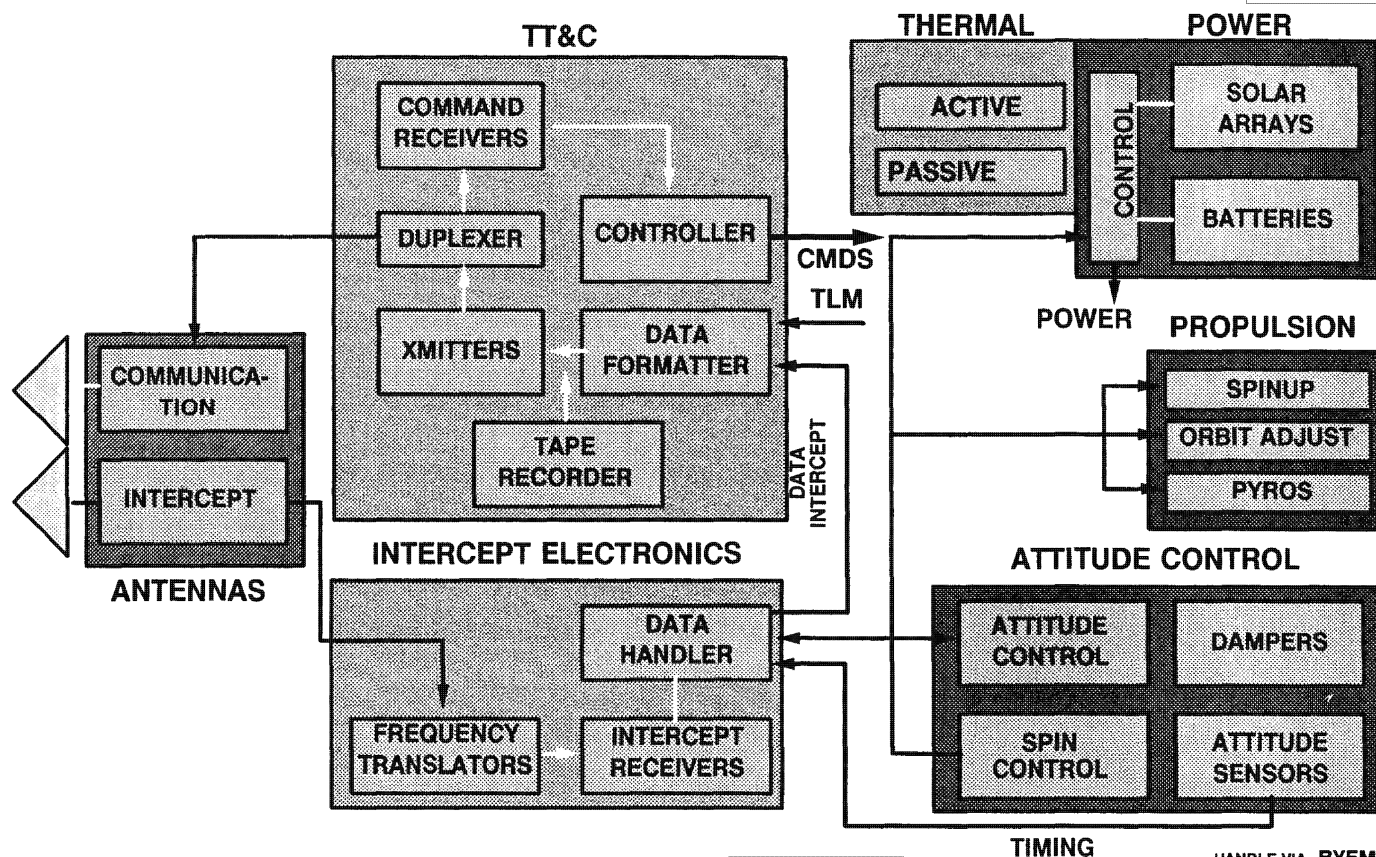 TT&C
COMMAND
RECEIVERS
DUPLEXER
CONTROLLER
CMDS
TLM
XMITTERS
DATA
FORMATTER
TAPE
RECORDER
THERMAL
ACTIVE
PASSIVE
POWER
CONTROL
SOLAR
ARRAYS
BATTERIES
POWER
PROPULSION
SPINUP
ORBIT ADJUST
PYROS
COMMUNICA-
TION
INTERCEPT
ANTENNAS
DATA
INTERCEPT
INTERCEPT ELECTRONICS
DATA
HANDLER
FREQUENCY
TRANSLATORS
INTERCEPT
RECEIVERS
ATTITUDE CONTROL
ATTITUDE
CONTROL
DAMPERS
SPIN
CONTROL
ATTITUDE
SENSORS
TIMING
HANDLE VIA